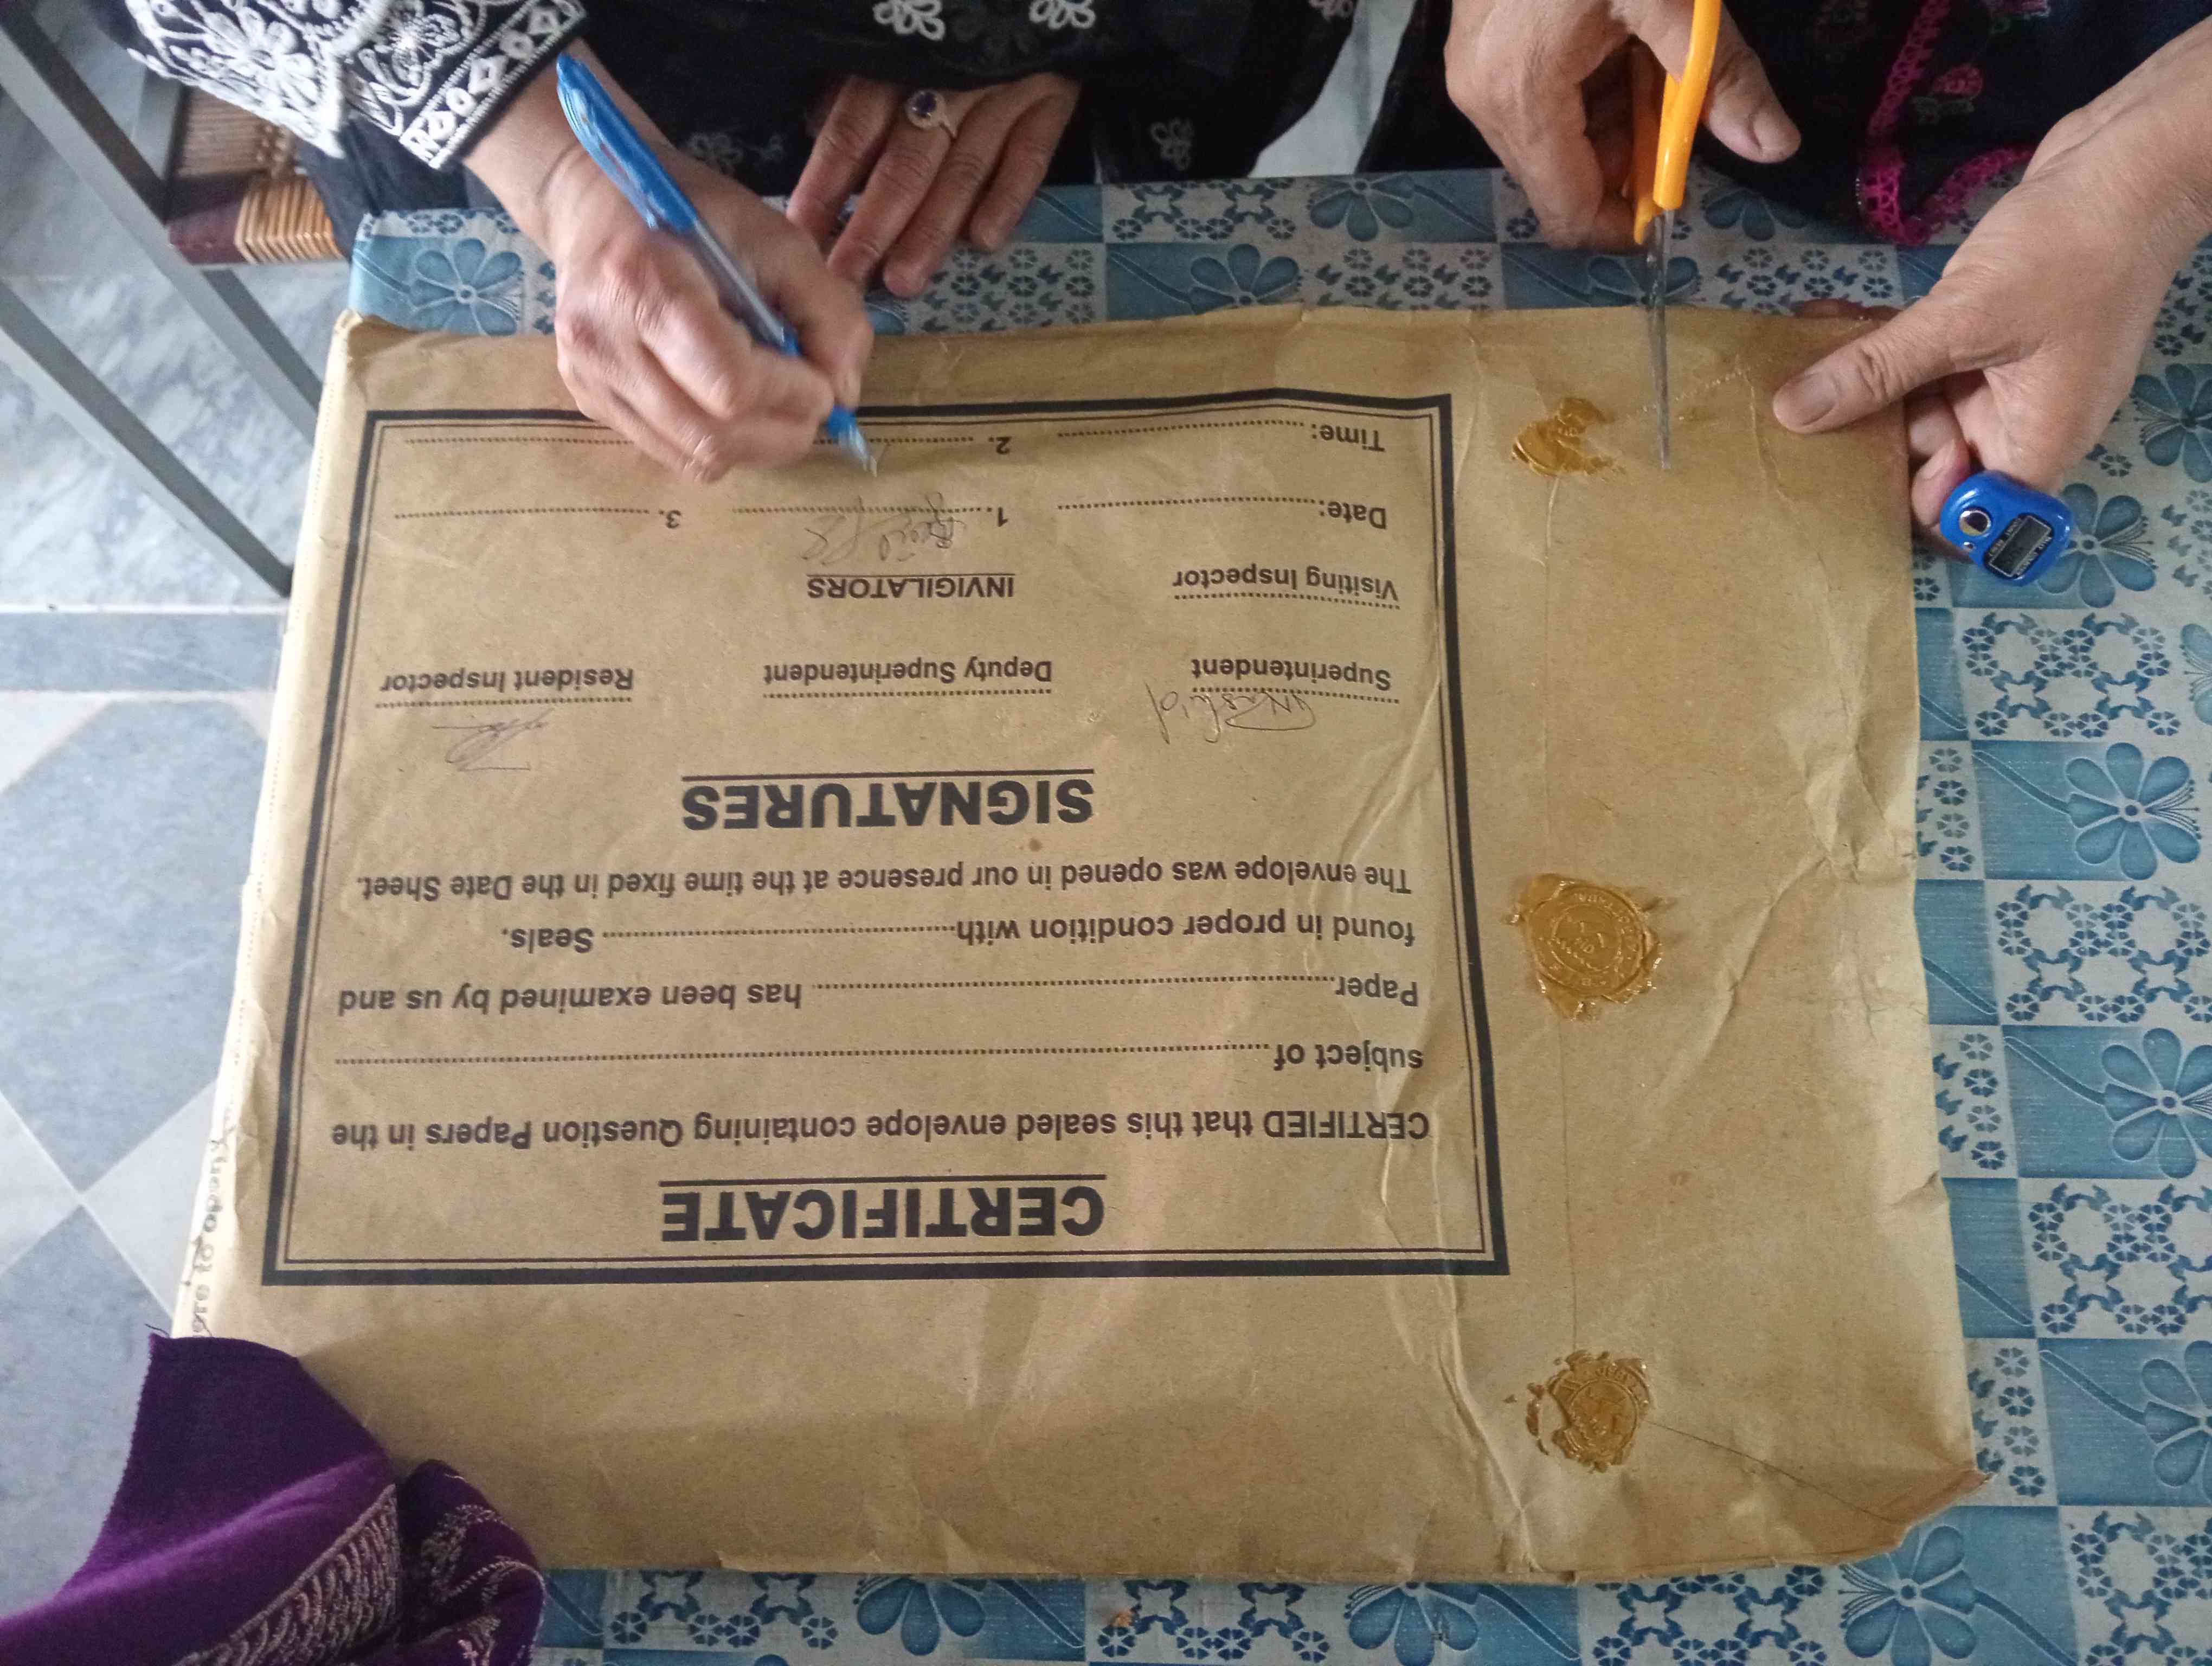 CERTIFICATE
CERTIFIED that this sealed envelope containing Question Papers in the
subject of ........................................
Paper........................................ has been examined by us and
found in proper condition with........................................ Seals.
The envelope was opened in our presence at the time fixed in the Date Sheet.
SIGNATURES
Superintendent
Deputy Superintendent
Resident Inspector
Visiting Inspector
INVIGILATORS
Date:........................................
1. ........................................
3. ........................................
Time:........................................
2. ........................................
to open